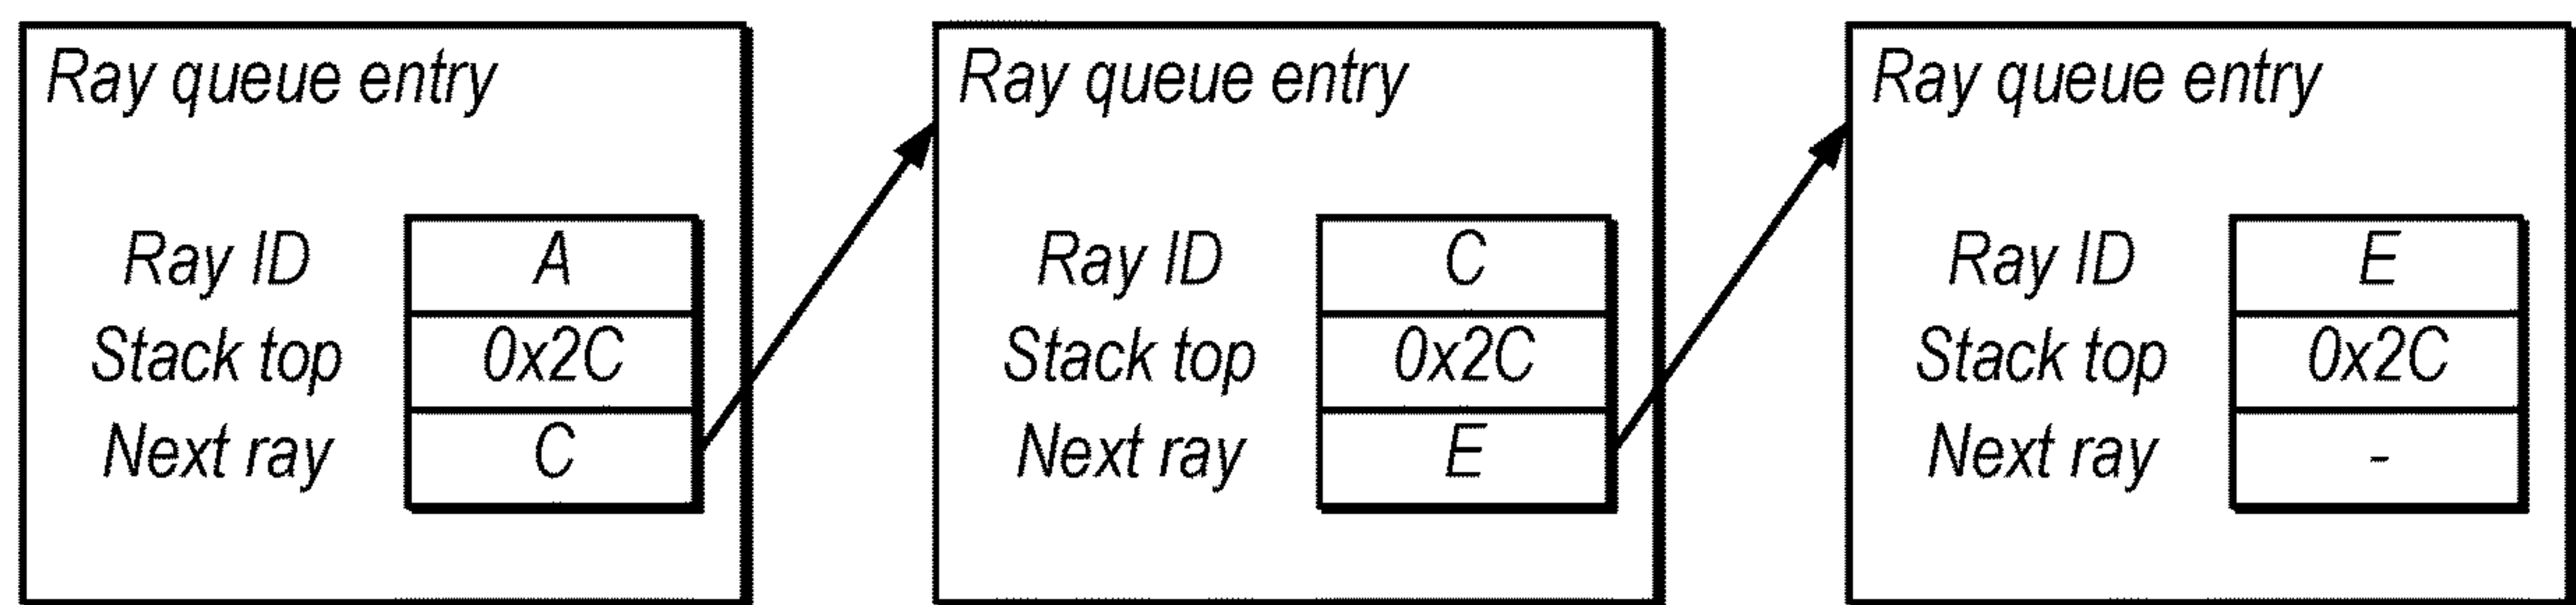 Ray queue entry
Ray ID A
Stack top 0x2C
Next ray C
Ray queue entry
Ray ID C
Stack top 0x2C
Next ray E
Ray queue entry
Ray ID E
Stack top 0x2C
Next ray -